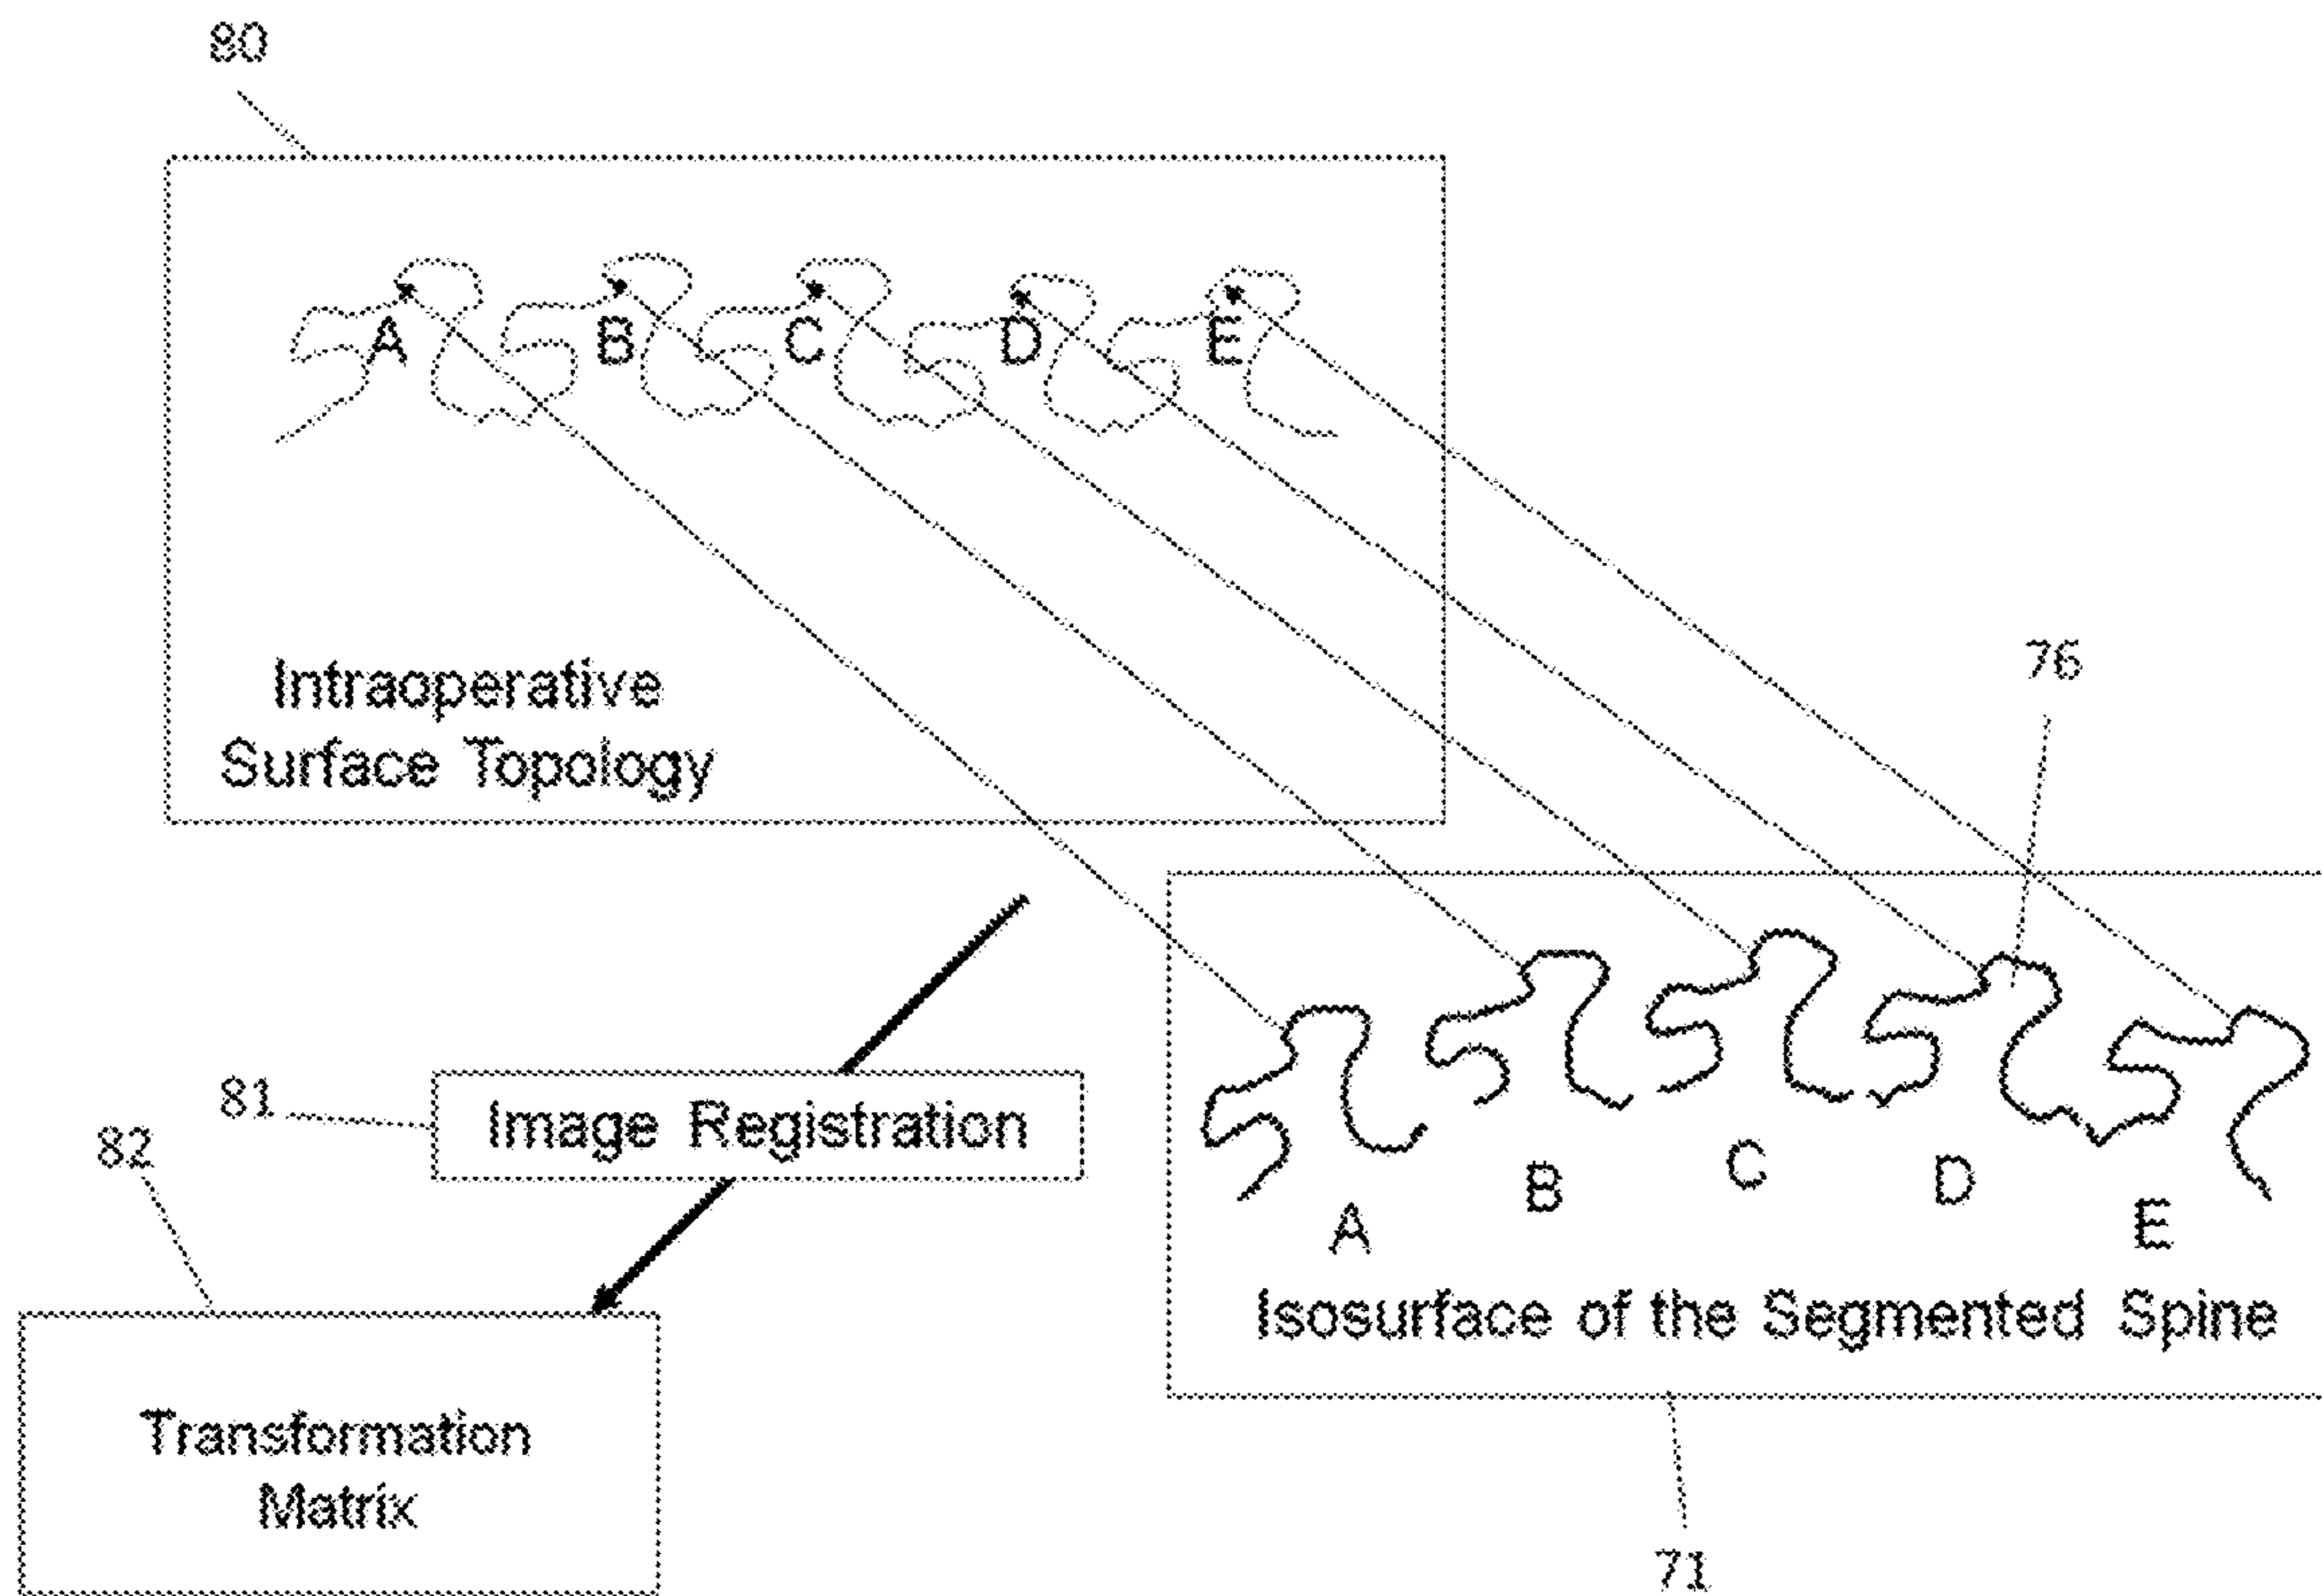 80
A B C D E
Intraoperative
Surface Topology
76
81
Image Registration
82
A B C D E
Isosurface of the Segmented Spine
Transformation
Matrix
71